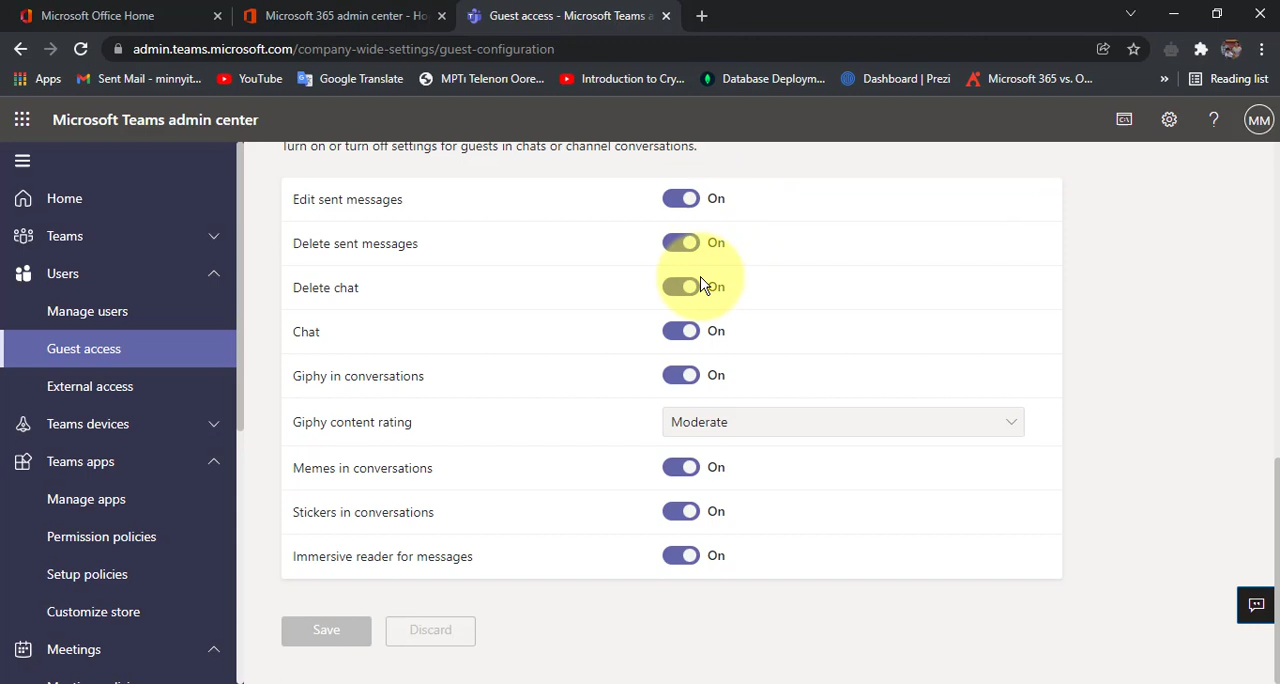 Microsoft Office Home
Microsoft 365 admin center - Ho
Guest access - Microsoft Teams a
admin.teams.microsoft.com/company-wide-settings/guest-configuration
Apps
Sent Mail - minnyit...
YouTube
Google Translate
MPTi Telenon Oore...
Introduction to Cry...
Database Deploym...
Dashboard | Prezi
Microsoft 365 vs. O...
»
Reading list
Microsoft Teams admin center
?
MM
Turn on or turn off settings for guests in chats or channel conversations.
Home
Teams
Users
Manage users
Guest access
External access
Teams devices
Teams apps
Manage apps
Permission policies
Setup policies
Customize store
Meetings
Edit sent messages
On
Delete sent messages
On
Delete chat
On
Chat
On
Giphy in conversations
On
Giphy content rating
Moderate
Memes in conversations
On
Stickers in conversations
On
Immersive reader for messages
On
Save
Discard